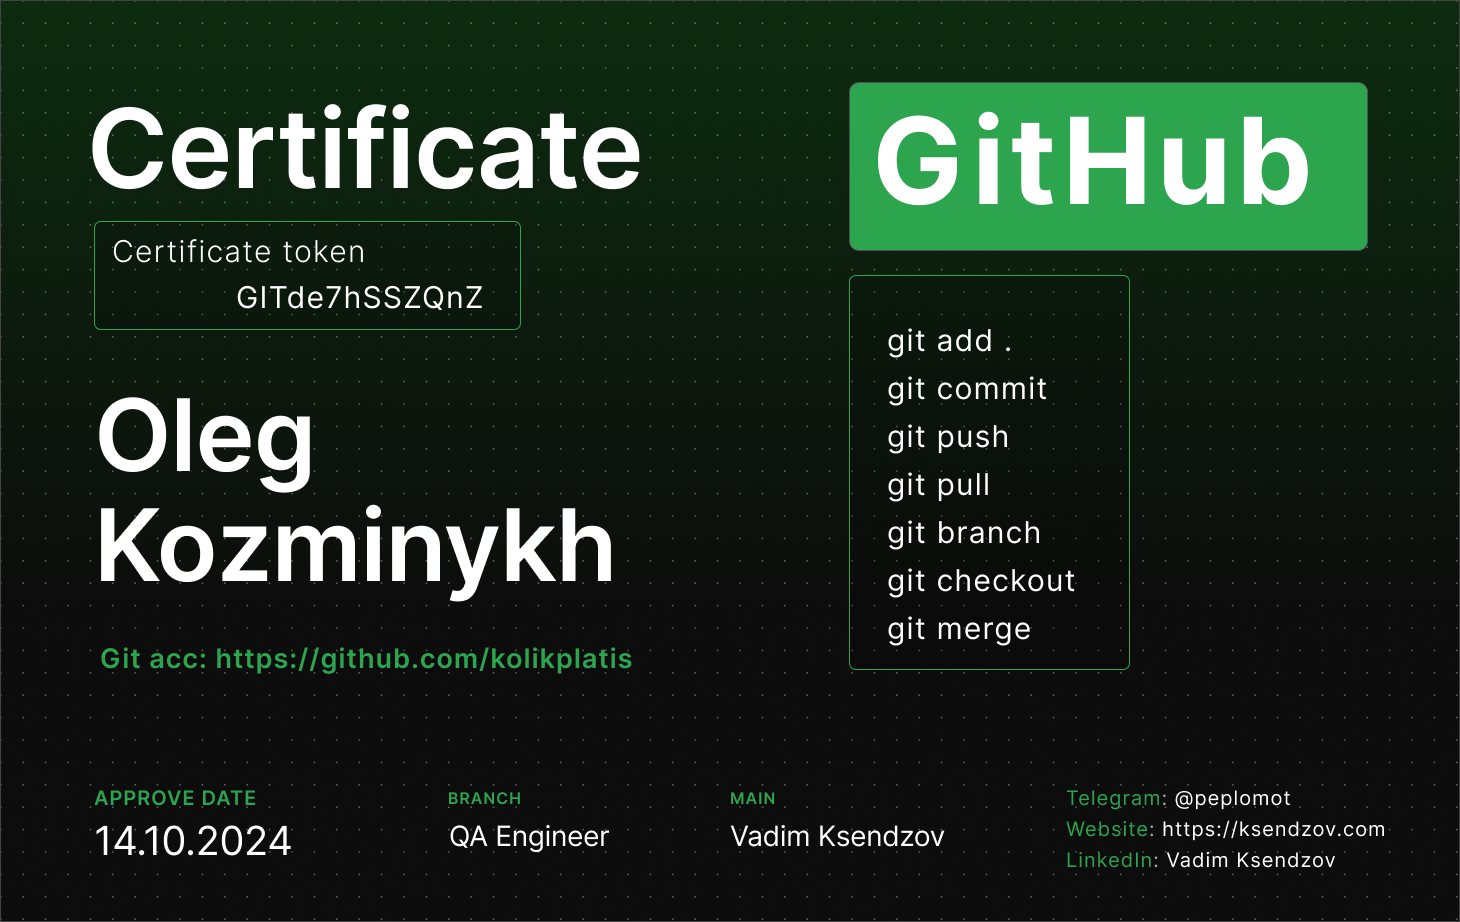 Certificate
Certificate token
GITde7hSSZQnZ
Oleg
Kozminykh
Git acc: https://github.com/kolikplatis
GitHub
git add .
git commit
git push
git pull
git branch
git checkout
git merge
APPROVE DATE
14.10.2024
BRANCH
QA Engineer
MAIN
Vadim Ksendzov
Telegram: @peplomot
Website: https://ksendzov.com
LinkedIn: Vadim Ksendzov